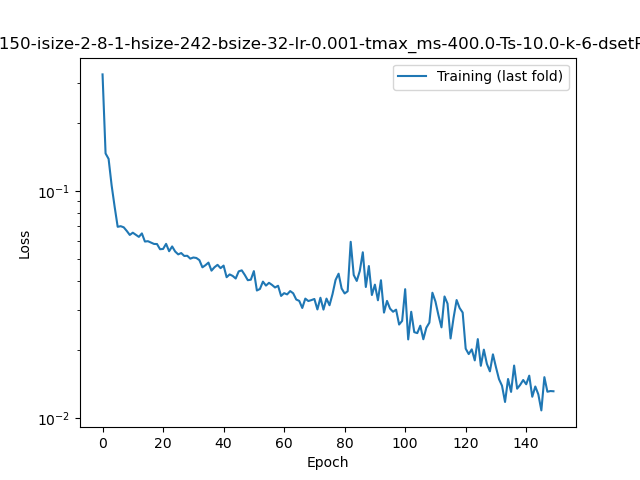 150-isize-2-8-1-hsize-242-bsize-32-lr-0.001-tmax_ms-400.0-Ts-10.0-k-6-dsetF
Training (last fold)
Loss
10^{-1}
10^{-2}
0 20 40 60 80 100 120 140
Epoch